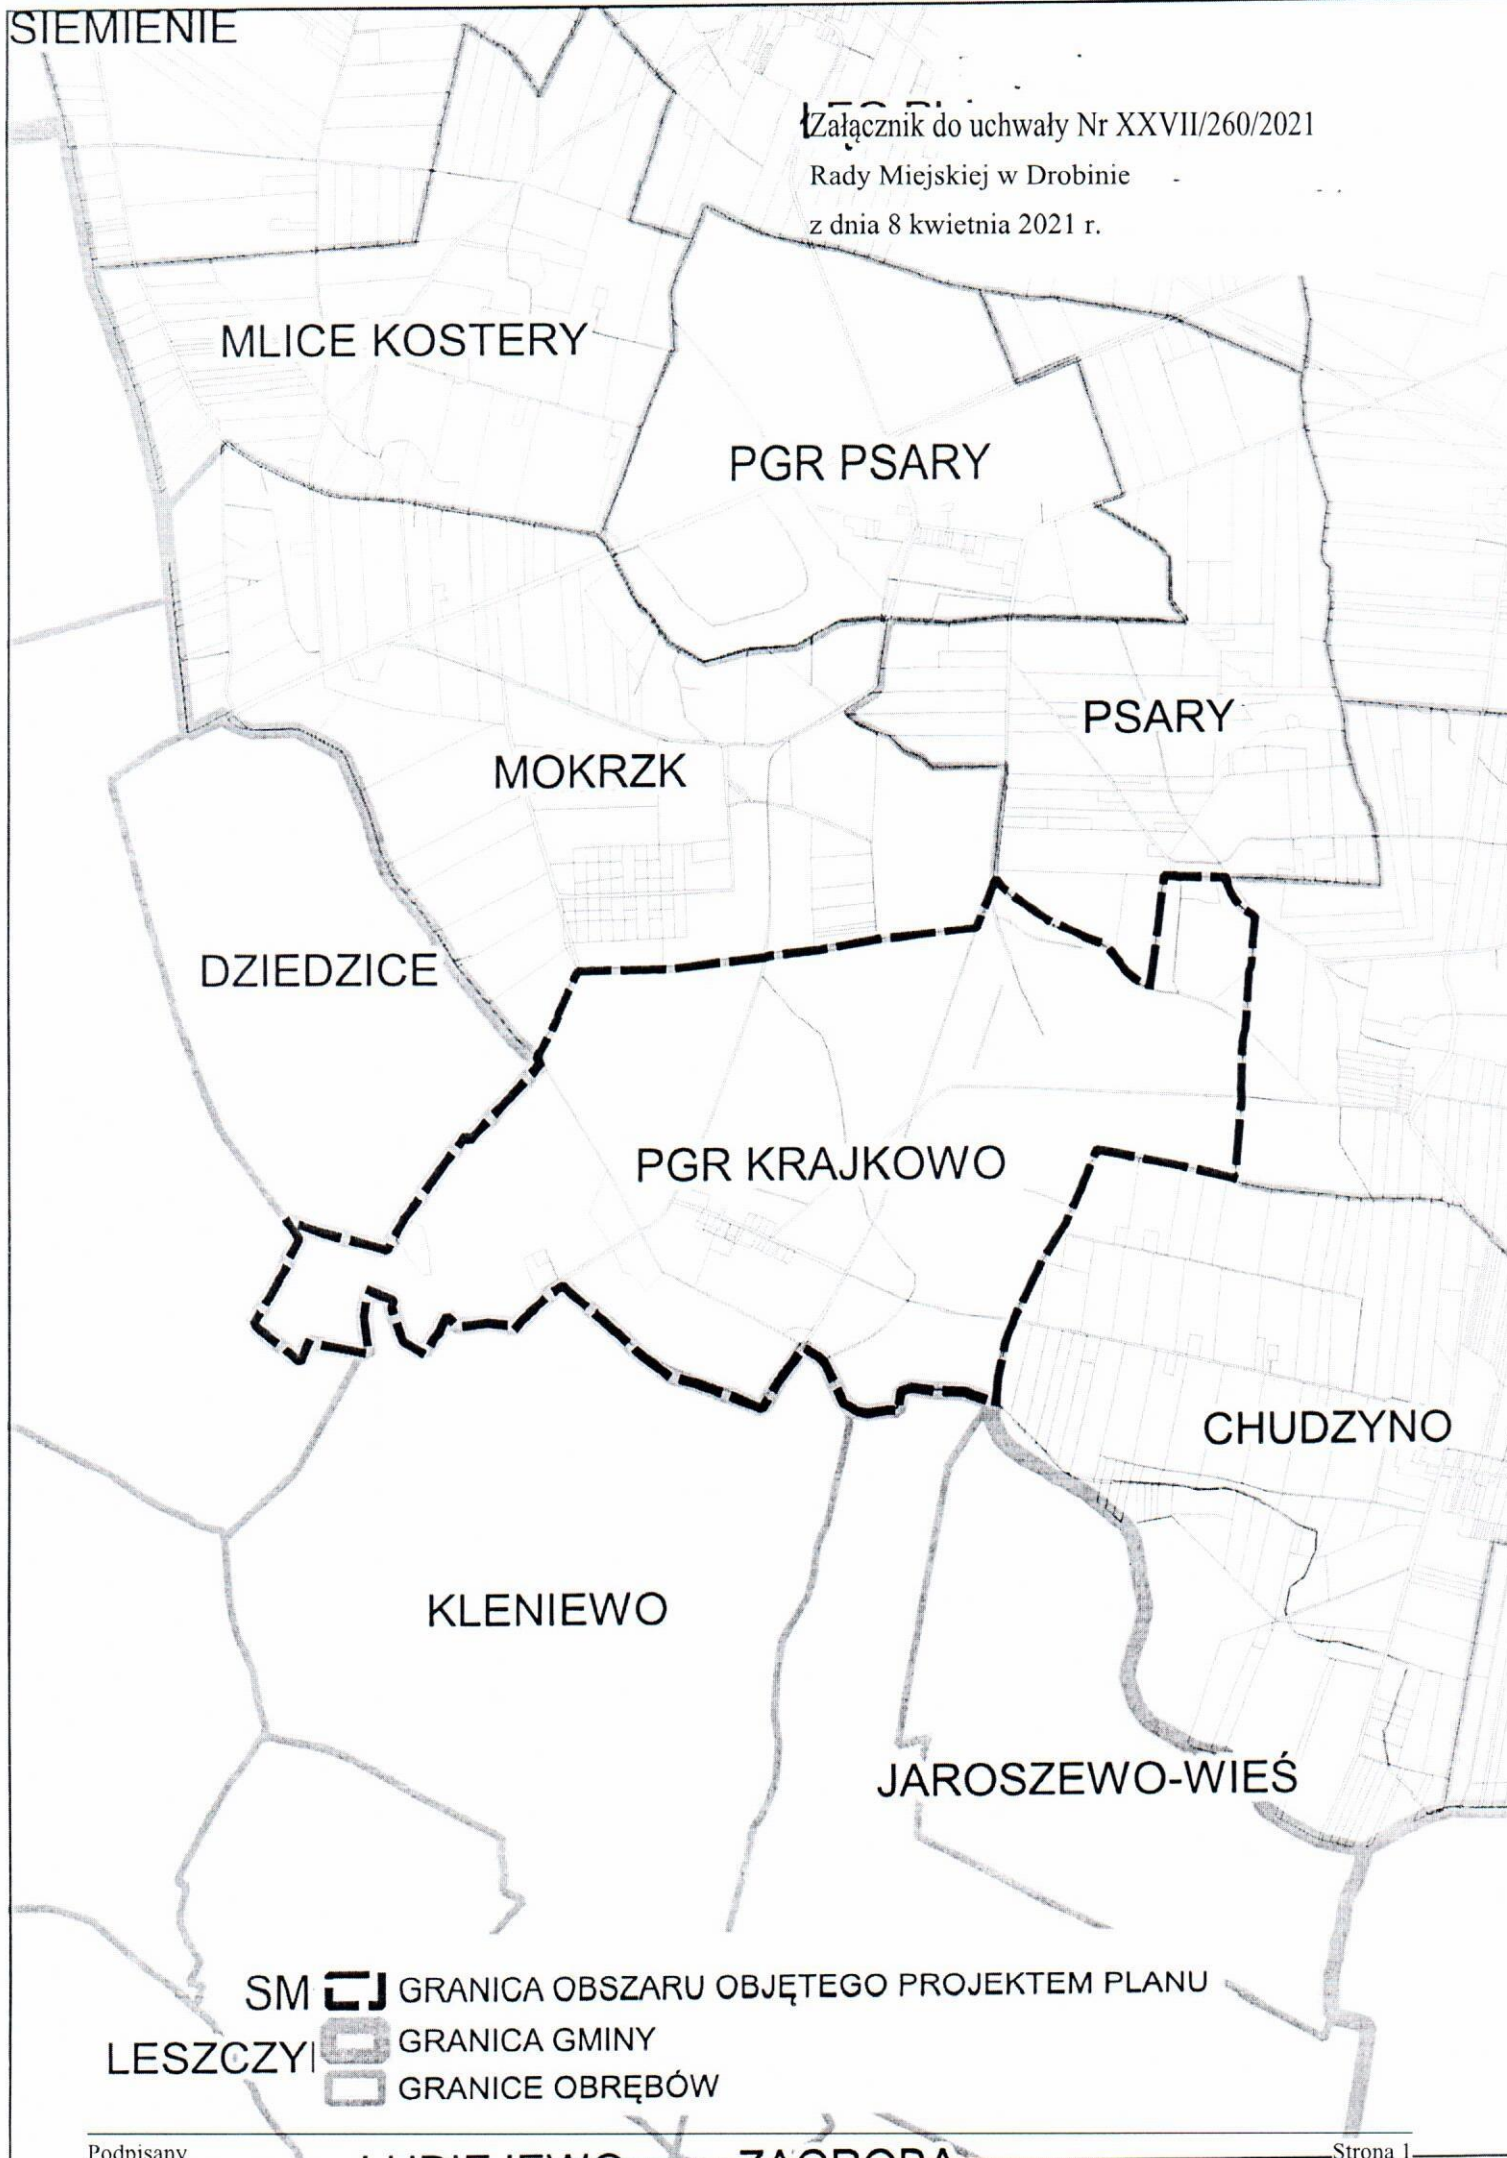 SIEMIENIE
Załącznik do uchwały Nr XXVII/260/2021
Rady Miejskiej w Drobinie
z dnia 8 kwietnia 2021 r.
MLICE KOSTERY
PGR PSARY
PSARY
MOKRZK
DZIEDZICE
PGR KRAJKOWO
CHUDZYNO
KLENIEWO
JAROSZEWO-WIEŚ
SM
GRANICA OBSZARU OBJĘTEGO PROJEKTEM PLANU
GRANICA GMINY
LESZCZY
GRANICE OBRĘBÓW
Podpisany
Strona 1